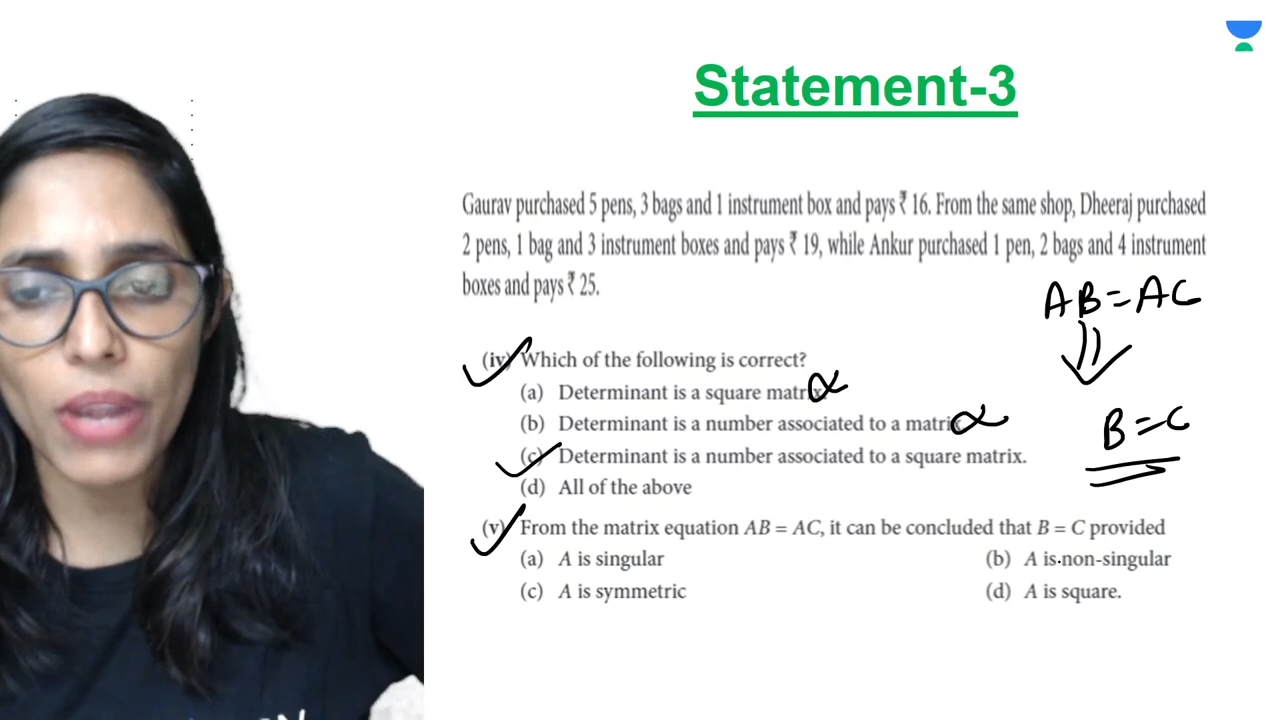 Statement-3
Gaurav purchased 5 pens, 3 bags and 1 instrument box and pays ₹ 16. From the same shop, Dheeraj purchased
2 pens, 1 bag and 3 instrument boxes and pays ₹ 19, while Ankur purchased 1 pen, 2 bags and 4 instrument
boxes and pays ₹ 25.
AB = AC
(iv) Which of the following is correct?
(a) Determinant is a square matrix.
(b) Determinant is a number associated to a matrix.
B = C
(c) Determinant is a number associated to a square matrix.
(d) All of the above
(v) From the matrix equation AB = AC, it can be concluded that B = C provided
(a) A is singular (b) A is non-singular
(c) A is symmetric (d) A is square.